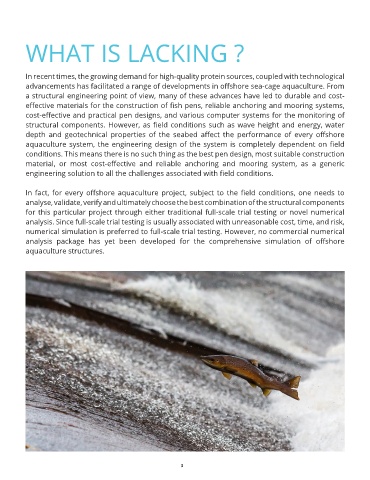 WHAT IS LACKING ?
In recent times, the growing demand for high-quality protein sources, coupled with technological
advancements has facilitated a range of developments in offshore sea-cage aquaculture. From
a structural engineering point of view, many of these advances have led to durable and cost-
effective materials for the construction of fish pens, reliable anchoring and mooring systems,
cost-effective and practical pen designs, and various computer systems for the monitoring of
structural components. However, as field conditions such as wave height and energy, water
depth and geotechnical properties of the seabed affect the performance of every offshore
aquaculture system, the engineering design of the system is completely dependent on field
conditions. This means there is no such thing as the best pen design, most suitable construction
material, or most cost-effective and reliable anchoring and mooring system, as a generic
engineering solution to all the challenges associated with field conditions.
In fact, for every offshore aquaculture project, subject to the field conditions, one needs to
analyse, validate, verify and ultimately choose the best combination of the structural components
for this particular project through either traditional full-scale trial testing or novel numerical
analysis. Since full-scale trial testing is usually associated with unreasonable cost, time, and risk,
numerical simulation is preferred to full-scale trial testing. However, no commercial numerical
analysis package has yet been developed for the comprehensive simulation of offshore
aquaculture structures.